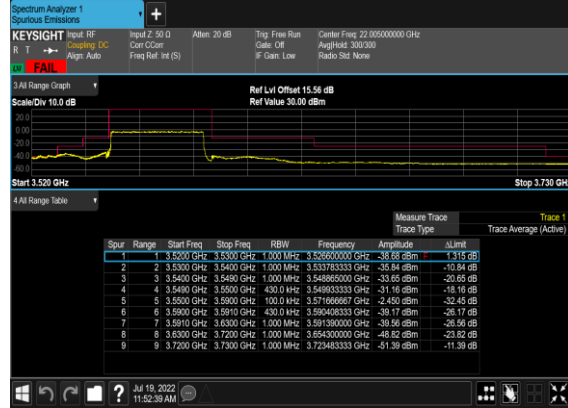 Spectrum Analyzer 1
Spurious Emissions
KEYSIGHT Input: RF Input Z: 50 Ω Atten: 20 dB Trig: Free Run Center Freq: 22.005000000 GHz
R T Coupling: DC Corr CCorr Gate: Off Avg|Hold: 300/300
Align: Auto Freq Ref: Int (S) IF Gain: Low Radio Std: None
LW FAIL
3 All Range Graph
Ref Lvl Offset 15.56 dB
Scale/Div 10.0 dB Ref Value 30.00 dBm
20.0
0.00
-20.0
-40.0
-60.0
Start 3.520 GHz Stop 3.730 GHz
4 All Range Table
Measure Trace Trace 1
Trace Type Trace Average (Active)
Spur Range Start Freq Stop Freq RBW Frequency Amplitude ΔLimit
1 1 3.5200 GHz 3.5300 GHz 1.000 MHz 3.526600000 GHz -38.68 dBm F 1.315 dB
2 2 3.5300 GHz 3.5400 GHz 1.000 MHz 3.533783333 GHz -35.84 dBm -10.84 dB
3 3 3.5400 GHz 3.5490 GHz 1.000 MHz 3.548865000 GHz -33.65 dBm -20.65 dB
4 4 3.5490 GHz 3.5500 GHz 430.0 kHz 3.549933333 GHz -31.16 dBm -18.16 dB
5 5 3.5500 GHz 3.5900 GHz 100.0 kHz 3.571666667 GHz -2.450 dBm -32.45 dB
6 6 3.5900 GHz 3.5910 GHz 430.0 kHz 3.590408333 GHz -39.17 dBm -26.17 dB
7 7 3.5910 GHz 3.6300 GHz 1.000 MHz 3.591390000 GHz -39.56 dBm -26.56 dB
8 8 3.6300 GHz 3.7200 GHz 1.000 MHz 3.654300000 GHz -48.82 dBm -23.82 dB
9 9 3.7200 GHz 3.7300 GHz 1.000 MHz 3.723483333 GHz -51.39 dBm -11.39 dB
Jul 19, 2022
11:52:39 AM